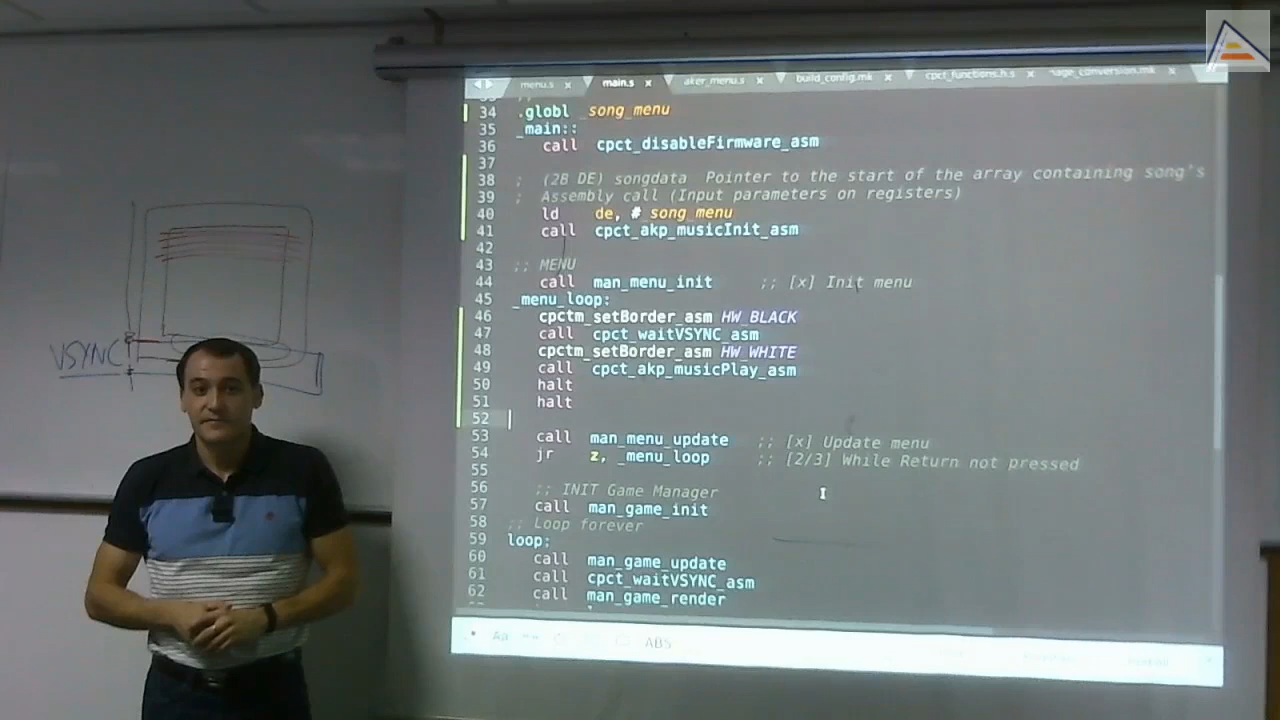 menu.s x main.s x aker_menu.s x build_config.mk x cpct_functions.h.s x age_conversion.mk x
34 .globl _song_menu
35 _main::
36 call cpct_disableFirmware_asm
37
38 ; (2B DE) songdata Pointer to the start of the array containing song's
39 ; Assembly call (Input parameters on registers)
40 ld de, #_song_menu
41 call cpct_akp_musicInit_asm
42
43 ;; MENU
44 call man_menu_init ;; [x] Init menu
45 _menu_loop:
46 cpctm_setBorder_asm HW_BLACK
47 call cpct_waitVSYNC_asm
48 cpctm_setBorder_asm HW_WHITE
49 call cpct_akp_musicPlay_asm
50 halt
51 halt
52
53 call man_menu_update ;; [x] Update menu
54 jr z, _menu_loop ;; [2/3] While Return not pressed
55
56 ;; INIT Game Manager
57 call man_game_init
58 ;; Loop forever
59 loop:
60 call man_game_update
61 call cpct_waitVSYNC_asm
62 call man_game_render
.* Aa ABS
VSYNC